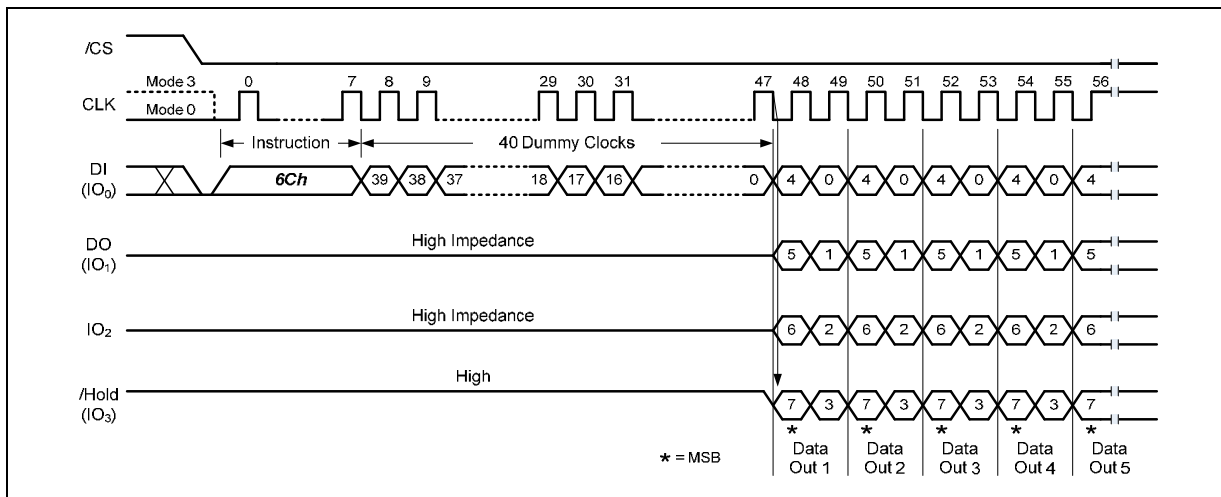 /CS
Mode 3 0 7 8 9 29 30 31 47 48 49 50 51 52 53 54 55 56
CLK Mode 0
Instruction 40 Dummy Clocks
DI
(IO0) 6Ch 39 38 37 18 17 16 0 4 0 4 0 4 0 4 0 4
DO
(IO1) High Impedance 5 1 5 1 5 1 5 1 5
IO2 High Impedance 6 2 6 2 6 2 6 2 6
/Hold
(IO3) High 7 3 7 3 7 3 7 3 7
* * * * *
* = MSB
Data
Out 1
Data
Out 2
Data
Out 3
Data
Out 4
Data
Out 5